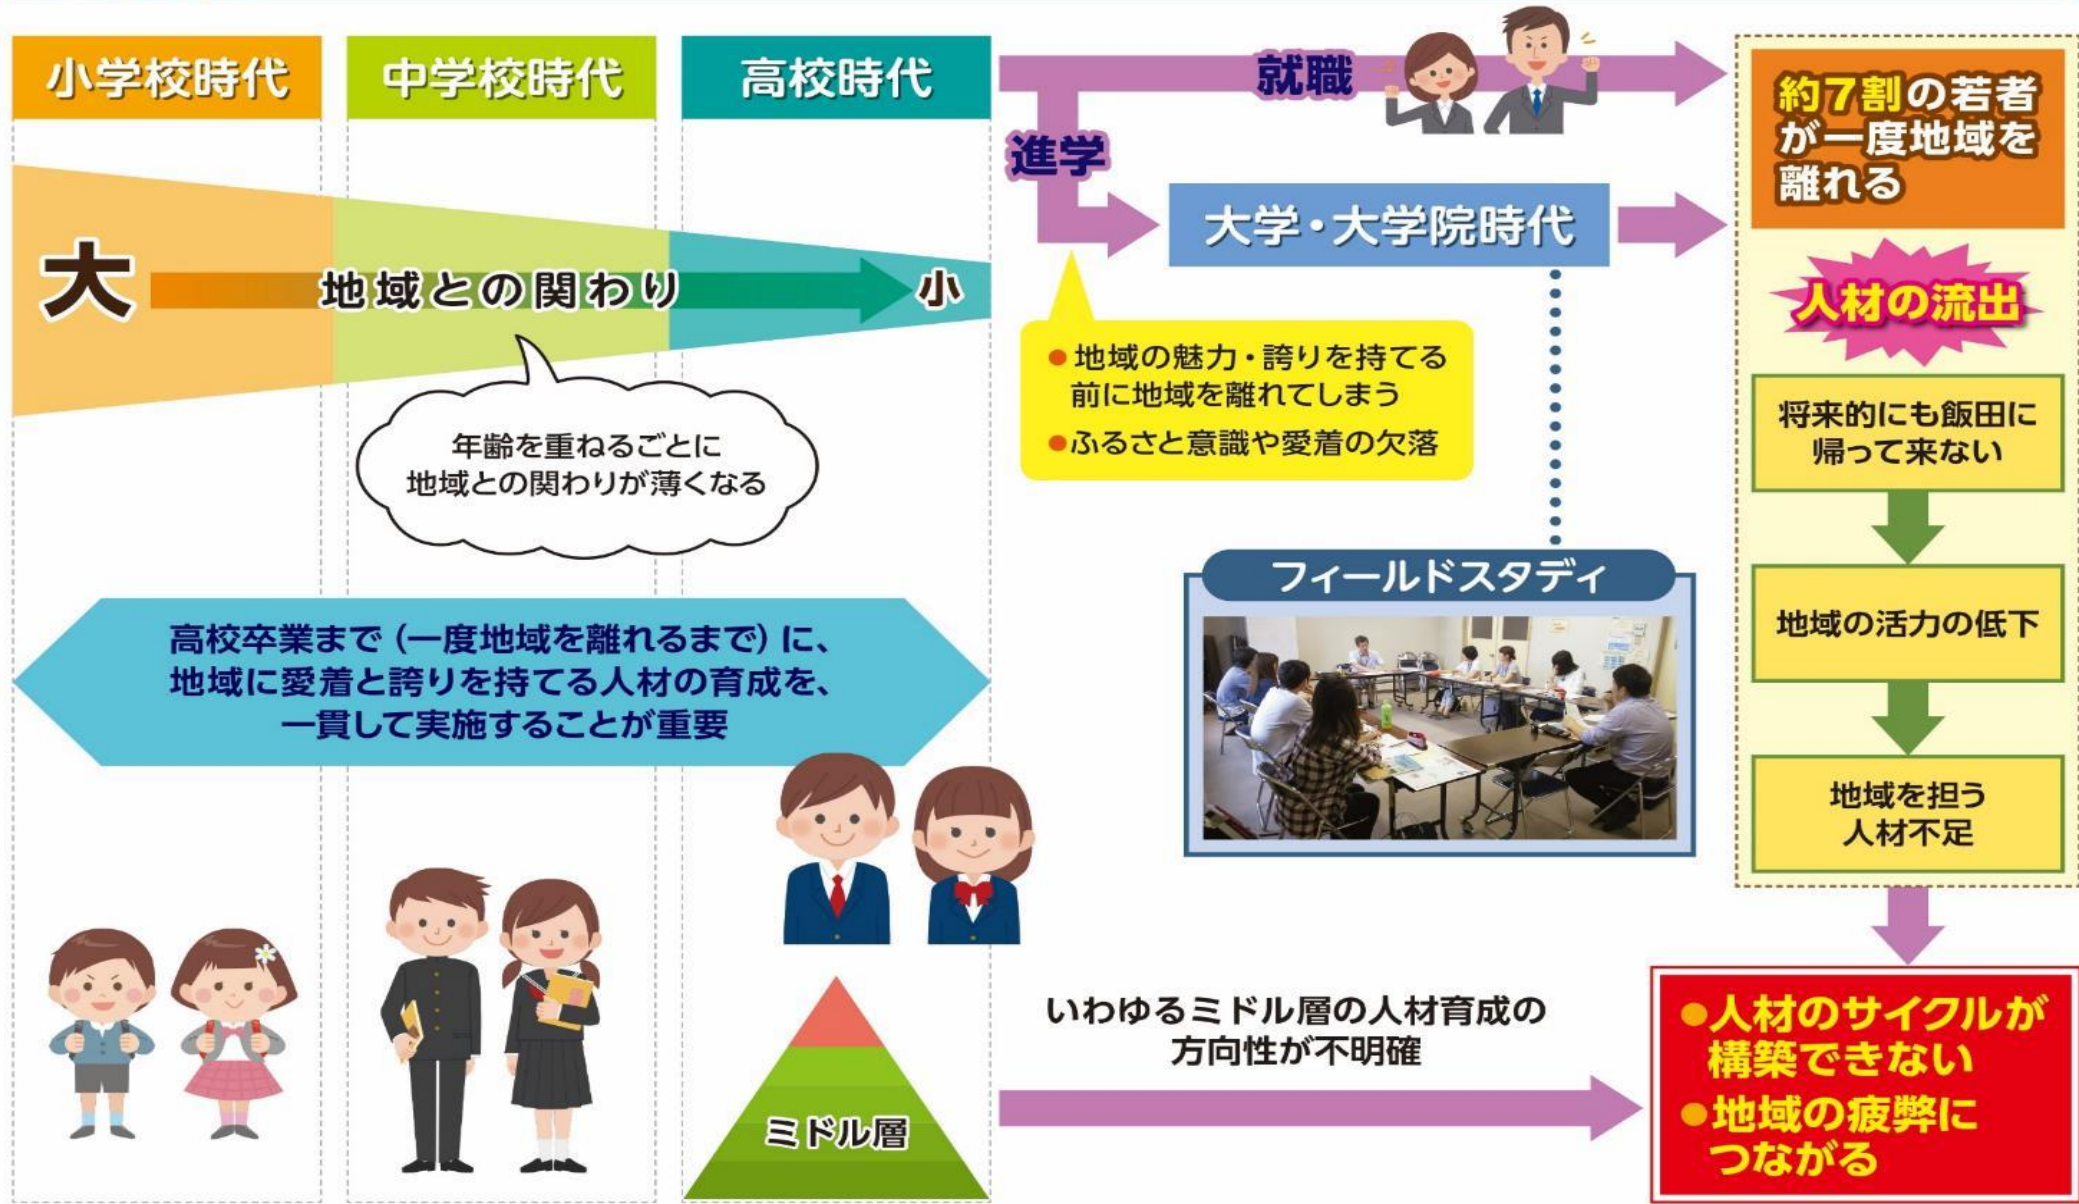 小学校時代
中学校時代
高校時代
大
地域との関わり
小
年齢を重ねるごとに
地域との関わりが薄くなる
高校卒業まで（一度地域を離れるまで）に、
地域に愛着と誇りを持てる人材の育成を、
一貫して実施することが重要
ミドル層
就職
進学
大学・大学院時代
●地域の魅力・誇りを持てる
前に地域を離れてしまう
●ふるさと意識や愛着の欠落
フィールドスタディ
いわゆるミドル層の人材育成の
方向性が不明確
約7割の若者
が一度地域を
離れる
人材の流出
将来的にも飯田に
帰って来ない
地域の活力の低下
地域を担う
人材不足
●人材のサイクルが
構築できない
●地域の疲弊に
つながる